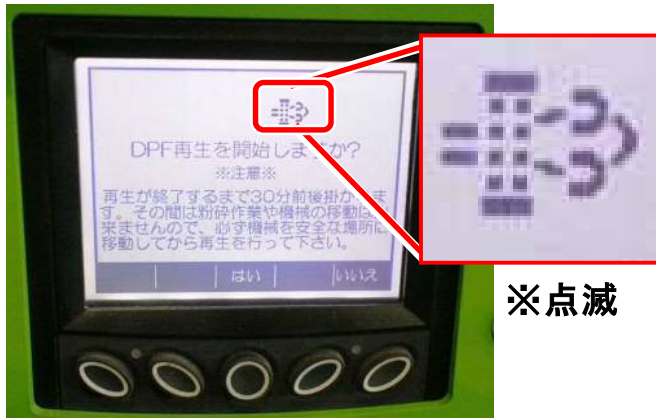 DPF再生を開始しますか?
※注意※
再生が終了するまで30分前後掛かりま
す。その間は粉砕作業や機械の移動は出
来ませんので、必ず機械を安全な場所に
移動してから再生を行って下さい。
はい いいえ
※点滅